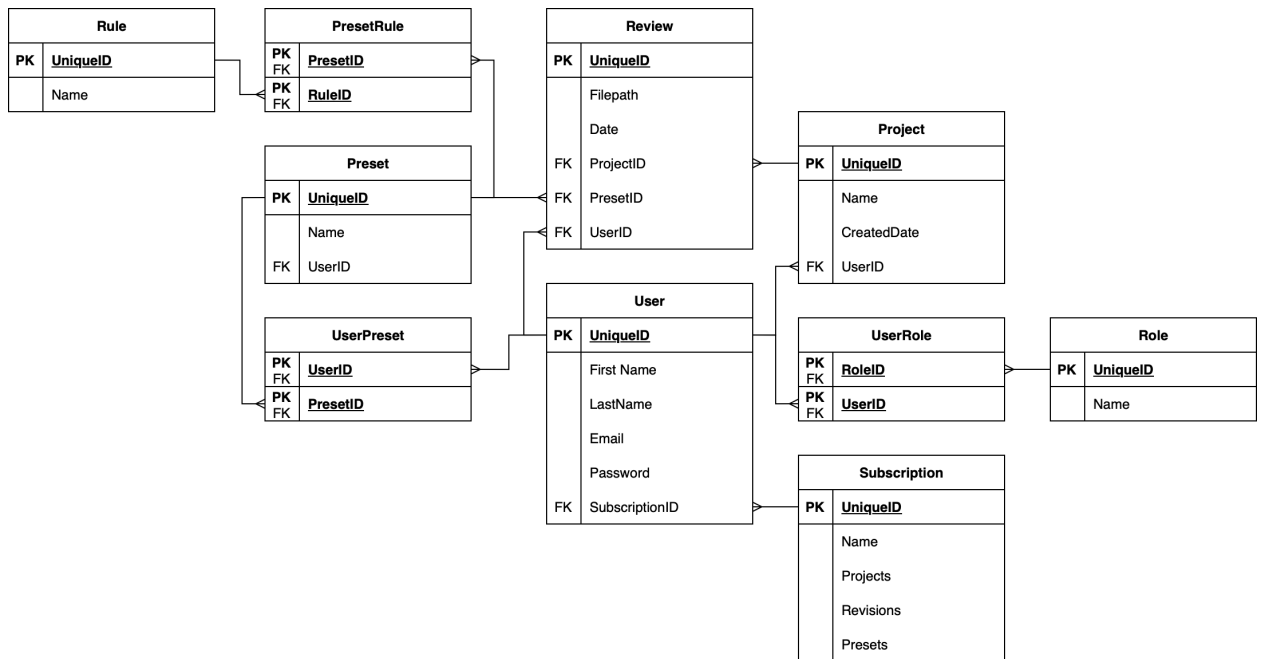 Rule
PK UniqueID
Name
PresetRule
PK
FK
PresetID
PK
FK
RuleID
Review
PK UniqueID
Filepath
Date
FK ProjectID
FK PresetID
FK UserID
Project
PK UniqueID
Name
CreatedDate
FK UserID
Preset
PK UniqueID
Name
FK UserID
UserPreset
PK
FK
UserID
PK
FK
PresetID
User
PK UniqueID
First Name
LastName
Email
Password
FK SubscriptionID
UserRole
PK
FK
RoleID
PK
FK
UserID
Role
PK UniqueID
Name
Subscription
PK UniqueID
Name
Projects
Revisions
Presets